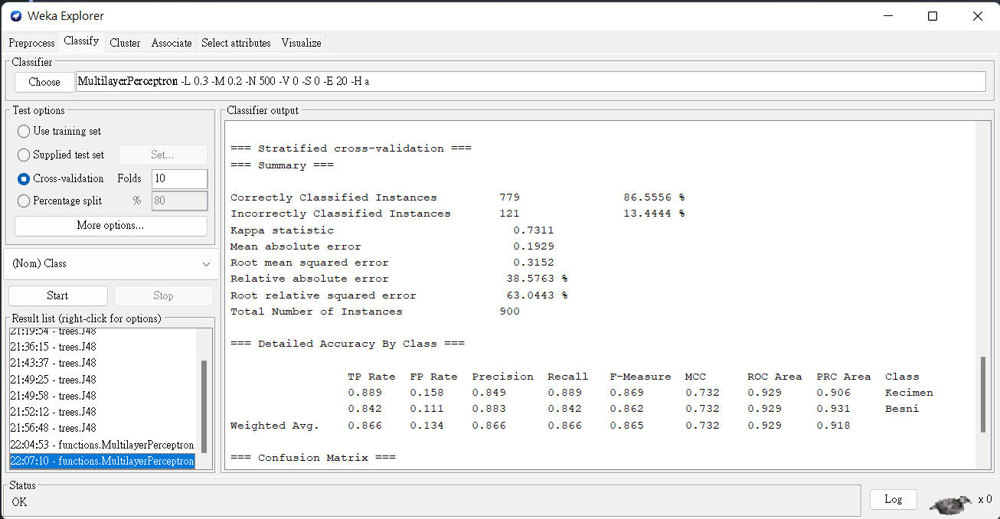 Weka Explorer
Preprocess Classify Cluster Associate Select attributes Visualize
Classifier
Choose MultilayerPerceptron -L 0.3 -M 0.2 -N 500 -V 0 -S 0 -E 20 -H a
Test options
Use training set
Supplied test set Set...
Cross-validation Folds 10
Percentage split % 80
More options...
(Nom) Class
Start Stop
Result list (right-click for options)
21:19:54 - trees.J48
21:36:15 - trees.J48
21:43:37 - trees.J48
21:49:25 - trees.J48
21:49:58 - trees.J48
21:52:12 - trees.J48
21:56:48 - trees.J48
22:04:53 - functions.MultilayerPerceptron
22:07:10 - functions.MultilayerPerceptron
Classifier output
=== Stratified cross-validation ===
=== Summary ===
Correctly Classified Instances 779 86.5556 %
Incorrectly Classified Instances 121 13.4444 %
Kappa statistic 0.7311
Mean absolute error 0.1929
Root mean squared error 0.3152
Relative absolute error 38.5763 %
Root relative squared error 63.0443 %
Total Number of Instances 900
=== Detailed Accuracy By Class ===
TP Rate FP Rate Precision Recall F-Measure MCC ROC Area PRC Area Class
0.889 0.158 0.849 0.889 0.869 0.732 0.929 0.906 Kecimen
0.842 0.111 0.883 0.842 0.862 0.732 0.929 0.931 Besni
Weighted Avg. 0.866 0.134 0.866 0.866 0.865 0.732 0.929 0.918
=== Confusion Matrix ===
Status
OK
Log x 0